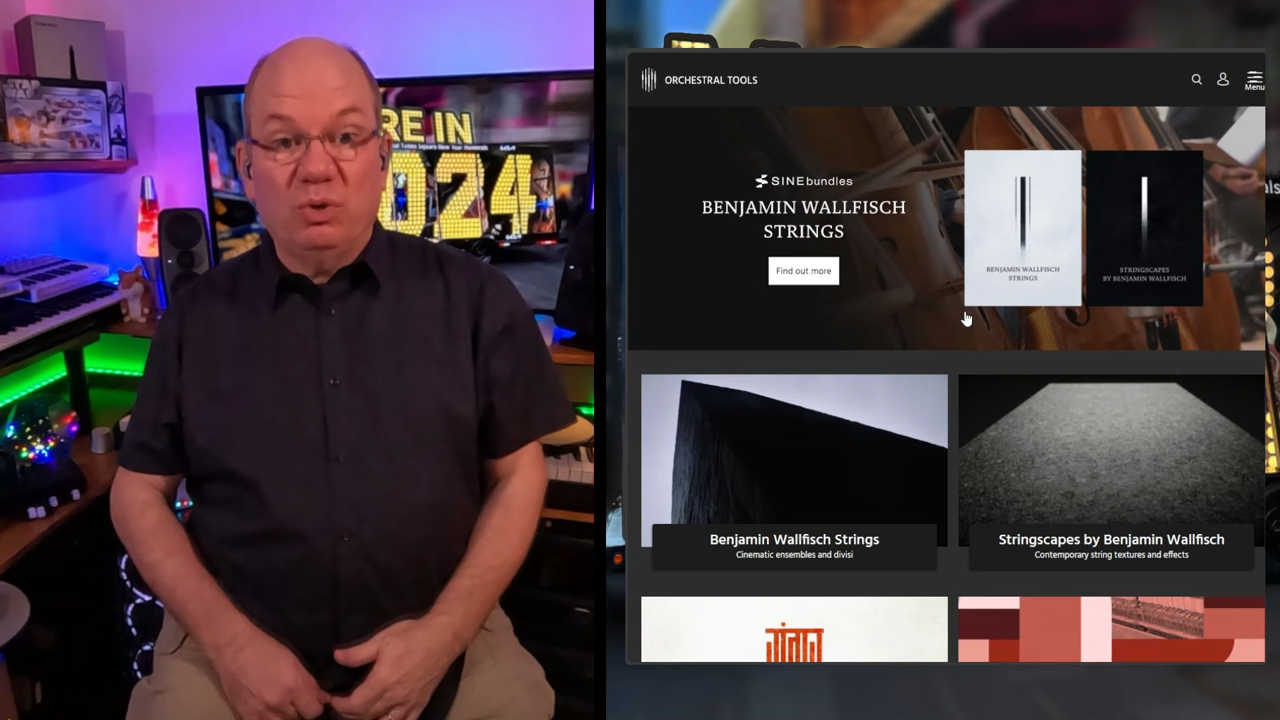 STAR WARS
RE IN
2024
KIA
ORCHESTRAL TOOLS
Menu
SINEbundles
BENJAMIN WALLFISCH
STRINGS
Find out more
BENJAMIN WALLFISCH
STRINGS
STRINGSCAPES
BY BENJAMIN WALLFISCH
Benjamin Wallfisch Strings
Cinematic ensembles and divisi
Stringscapes by Benjamin Wallfisch
Contemporary string textures and effects